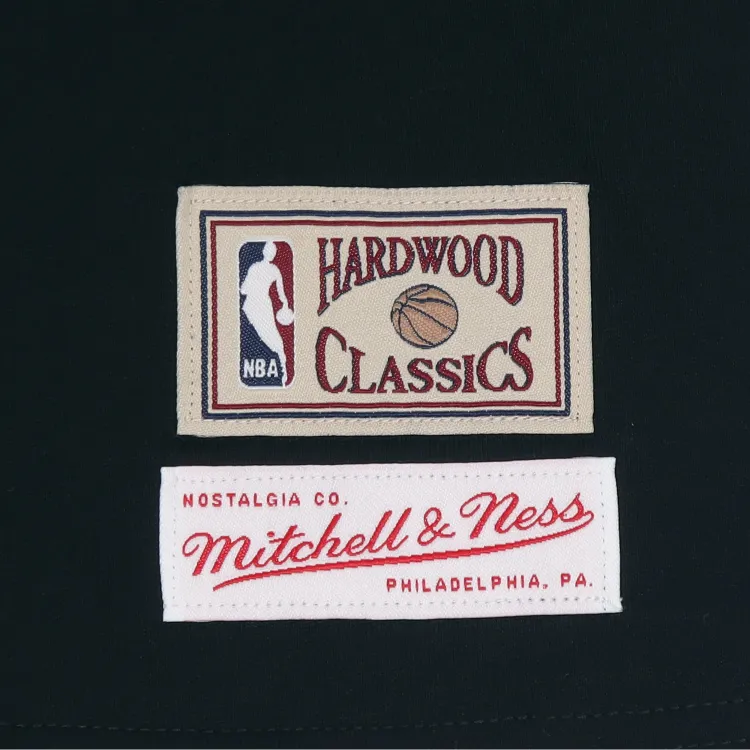 HARDWOOD
NBA
CLASSICS
NOSTALGIA CO.
Mitchell & Ness
PHILADELPHIA, PA.